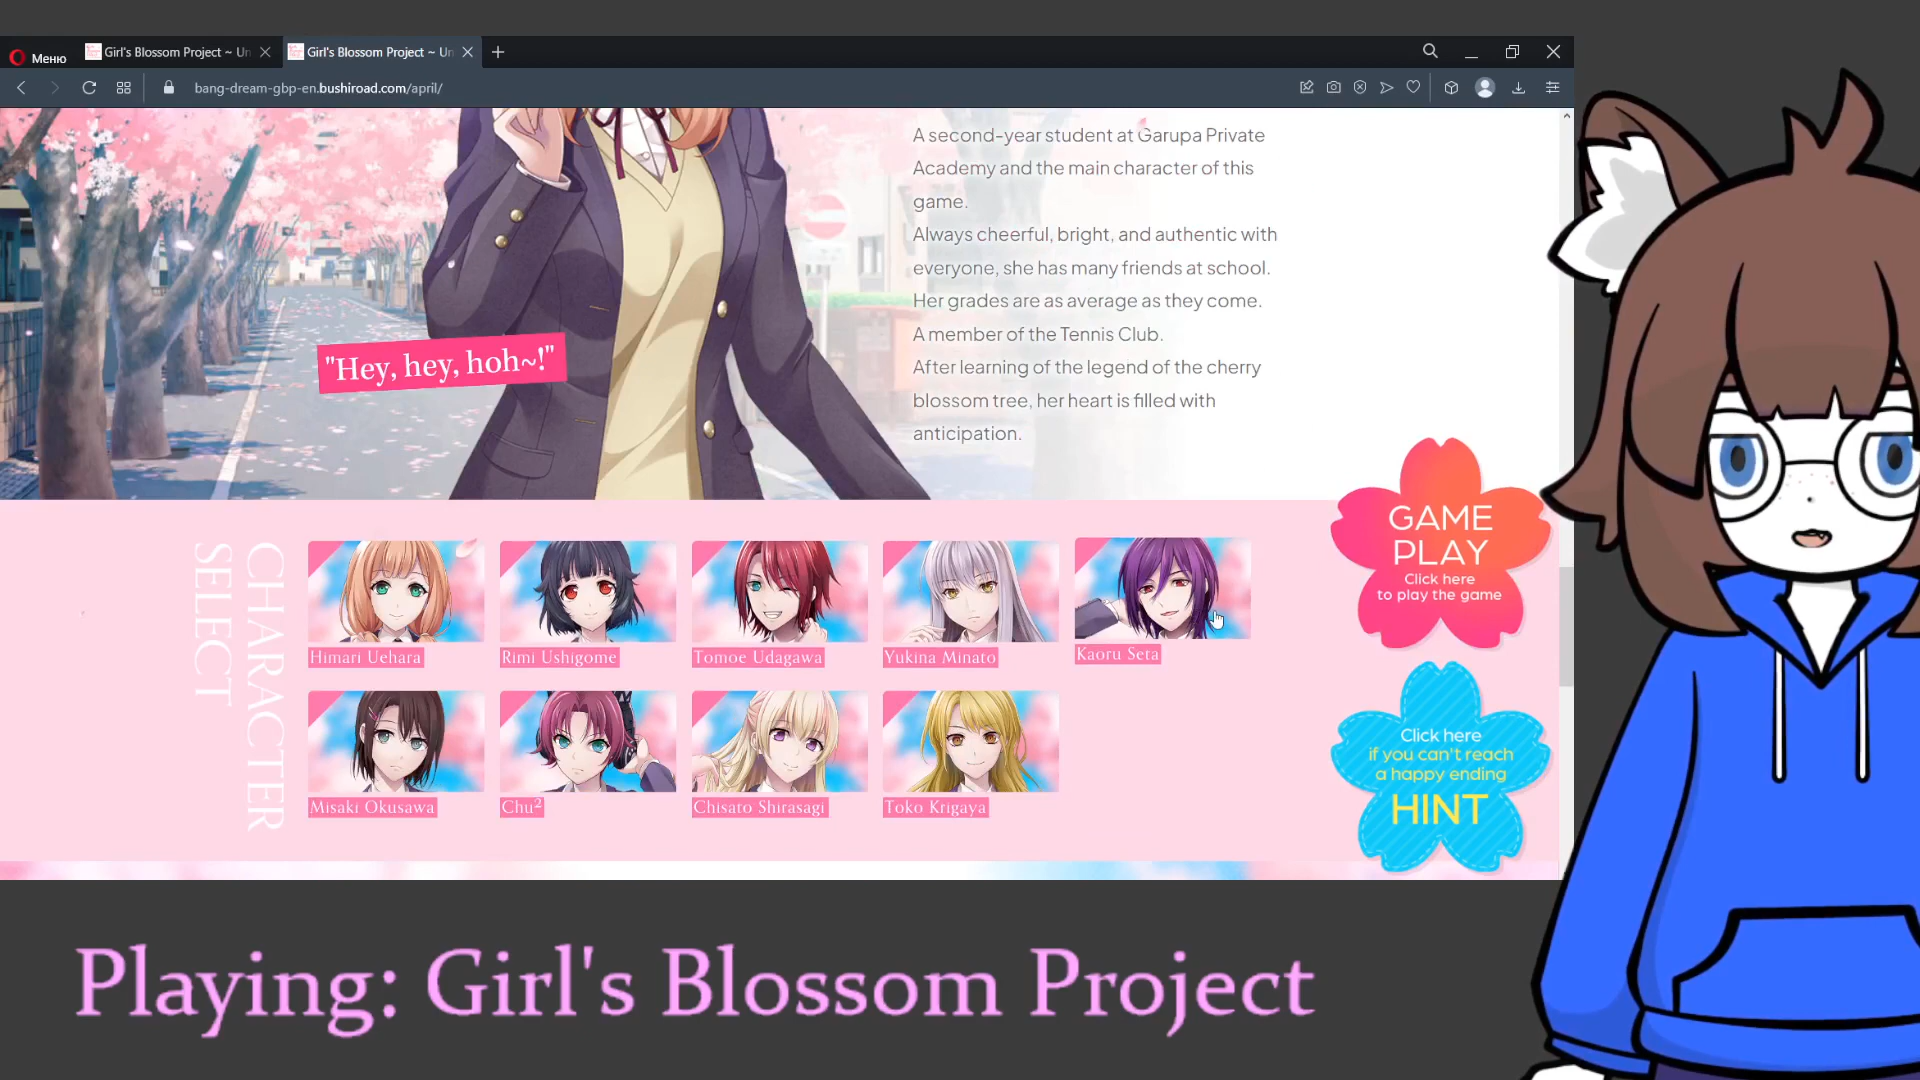 Меню
Girl's Blossom Project ~ Un
Girl's Blossom Project ~ Un
bang-dream-gbp-en.bushiroad.com/april/
A second-year student at Garupa Private
Academy and the main character of this
game.
Always cheerful, bright, and authentic with
everyone, she has many friends at school.
Her grades are as average as they come.
A member of the Tennis Club.
After learning of the legend of the cherry
blossom tree, her heart is filled with
anticipation.
"Hey, hey, hoh~!"
CHARACTER
SELECT
Himari Uehara
Rimi Ushigome
Tomoe Udagawa
Yukina Minato
Kaoru Seta
Misaki Okusawa
Chu²
Chisato Shirasagi
Toko Krigaya
GAME
PLAY
Click here
to play the game
Click here
if you can't reach
a happy ending
HINT
Playing: Girl's Blossom Project